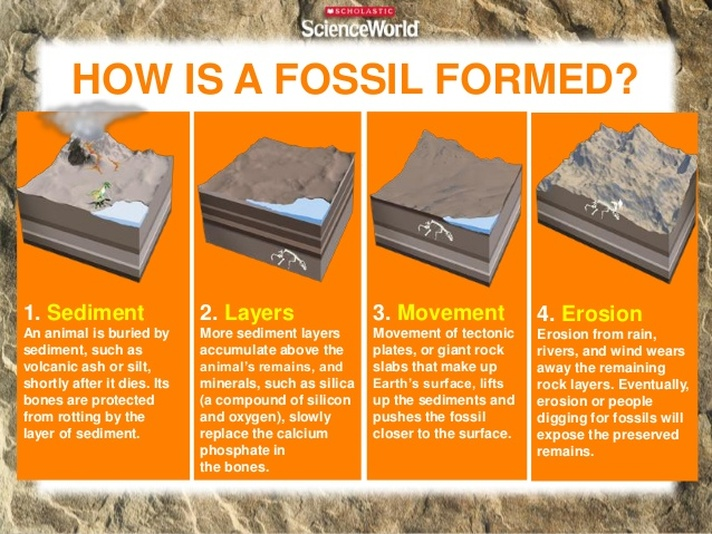 SCHOLASTIC
ScienceWorld
HOW IS A FOSSIL FORMED?
1. Sediment
An animal is buried by
sediment, such as
volcanic ash or silt,
shortly after it dies. Its
bones are protected
from rotting by the
layer of sediment.
2. Layers
More sediment layers
accumulate above the
animal's remains, and
minerals, such as silica
(a compound of silicon
and oxygen), slowly
replace the calcium
phosphate in
the bones.
3. Movement
Movement of tectonic
plates, or giant rock
slabs that make up
Earth's surface, lifts
up the sediments and
pushes the fossil
closer to the surface.
4. Erosion
Erosion from rain,
rivers, and wind wears
away the remaining
rock layers. Eventually,
erosion or people
digging for fossils will
expose the preserved
remains.